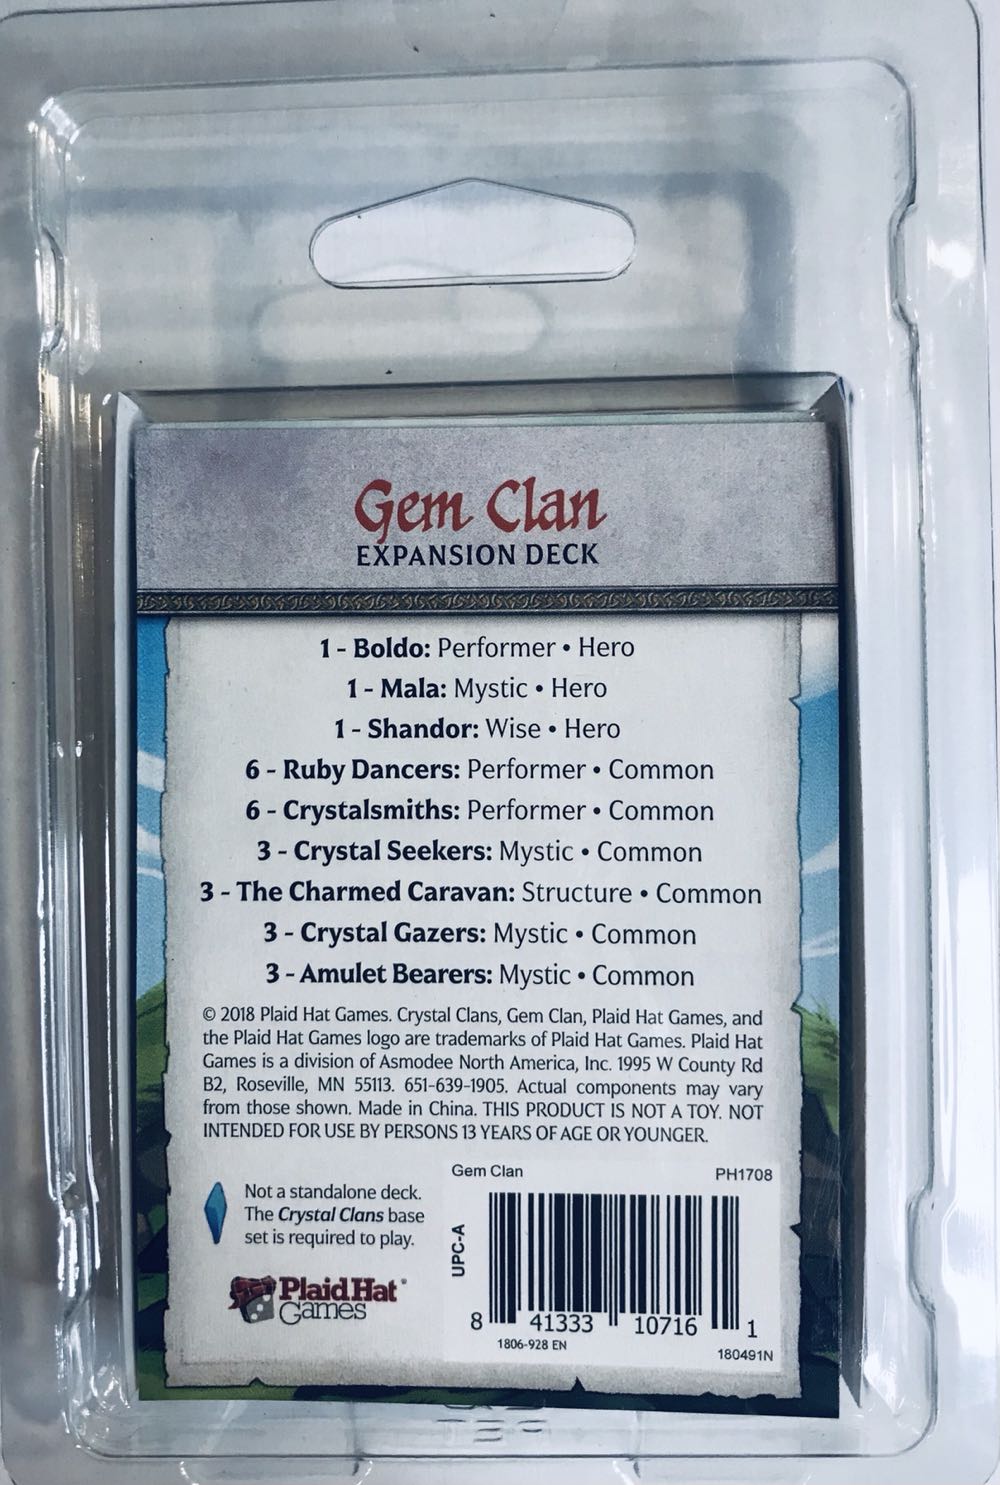 Gem Clan
EXPANSION DECK
1 - Boldo: Performer • Hero
1 - Mala: Mystic • Hero
1 - Shandor: Wise • Hero
6 - Ruby Dancers: Performer • Common
6 - Crystalsmiths: Performer • Common
3 - Crystal Seekers: Mystic • Common
3 - The Charmed Caravan: Structure • Common
3 - Crystal Gazers: Mystic • Common
3 - Amulet Bearers: Mystic • Common
© 2018 Plaid Hat Games. Crystal Clans, Gem Clan, Plaid Hat Games, and
the Plaid Hat Games logo are trademarks of Plaid Hat Games. Plaid Hat
Games is a division of Asmodee North America, Inc. 1995 W County Rd
B2, Roseville, MN 55113. 651-639-1905. Actual components may vary
from those shown. Made in China. THIS PRODUCT IS NOT A TOY. NOT
INTENDED FOR USE BY PERSONS 13 YEARS OF AGE OR YOUNGER.
Not a standalone deck.
The Crystal Clans base
set is required to play.
Plaid Hat®
Games
Gem Clan PH1708
UPC-A
8 41333 10716 1
1806-928 EN
180491N